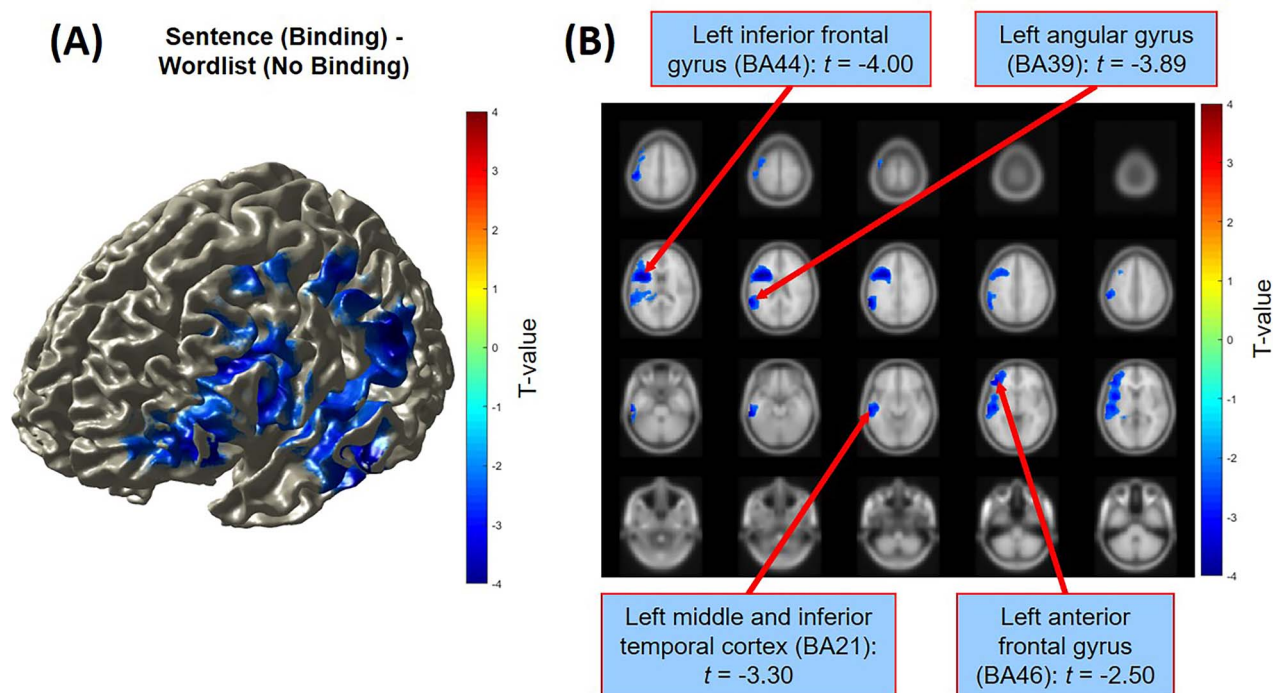 (A)
Sentence (Binding) -
Wordlist (No Binding)
4
3
2
1
0
-1
-2
-3
-4
T-value
(B)
Left inferior frontal
gyrus (BA44): t = -4.00
Left angular gyrus
(BA39): t = -3.89
4
3
2
1
0
-1
-2
-3
-4
T-value
Left middle and inferior
temporal cortex (BA21):
t = -3.30
Left anterior
frontal gyrus
(BA46): t = -2.50